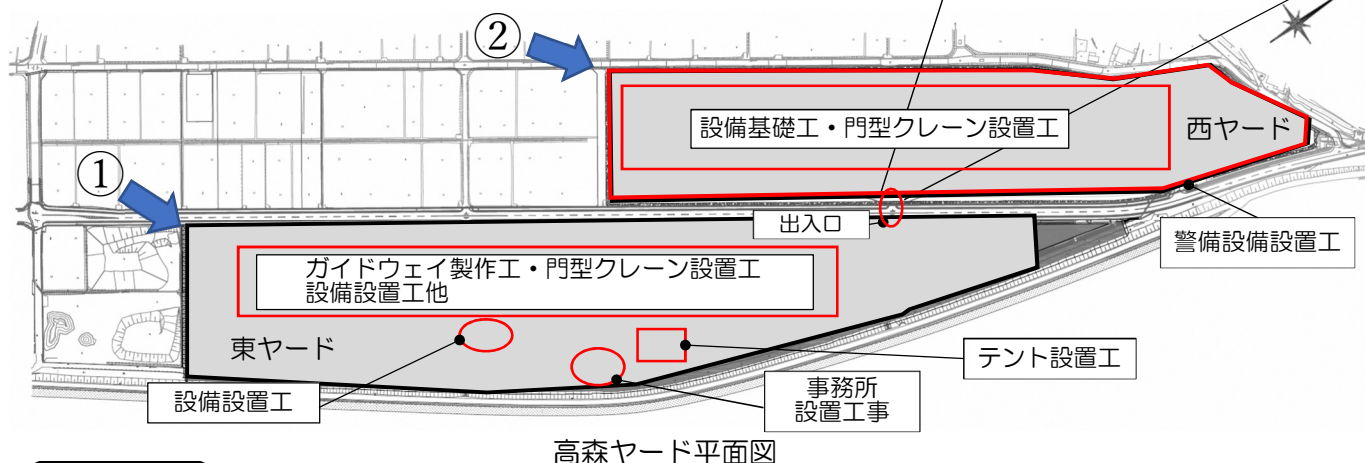 ②
設備基礎工・門型クレーン設置工
西ヤード
①
出入口
警備設備設置工
ガイドウェイ製作工・門型クレーン設置工
設備設置工他
東ヤード
テント設置工
設備設置工
事務所
設置工事
高森ヤード平面図